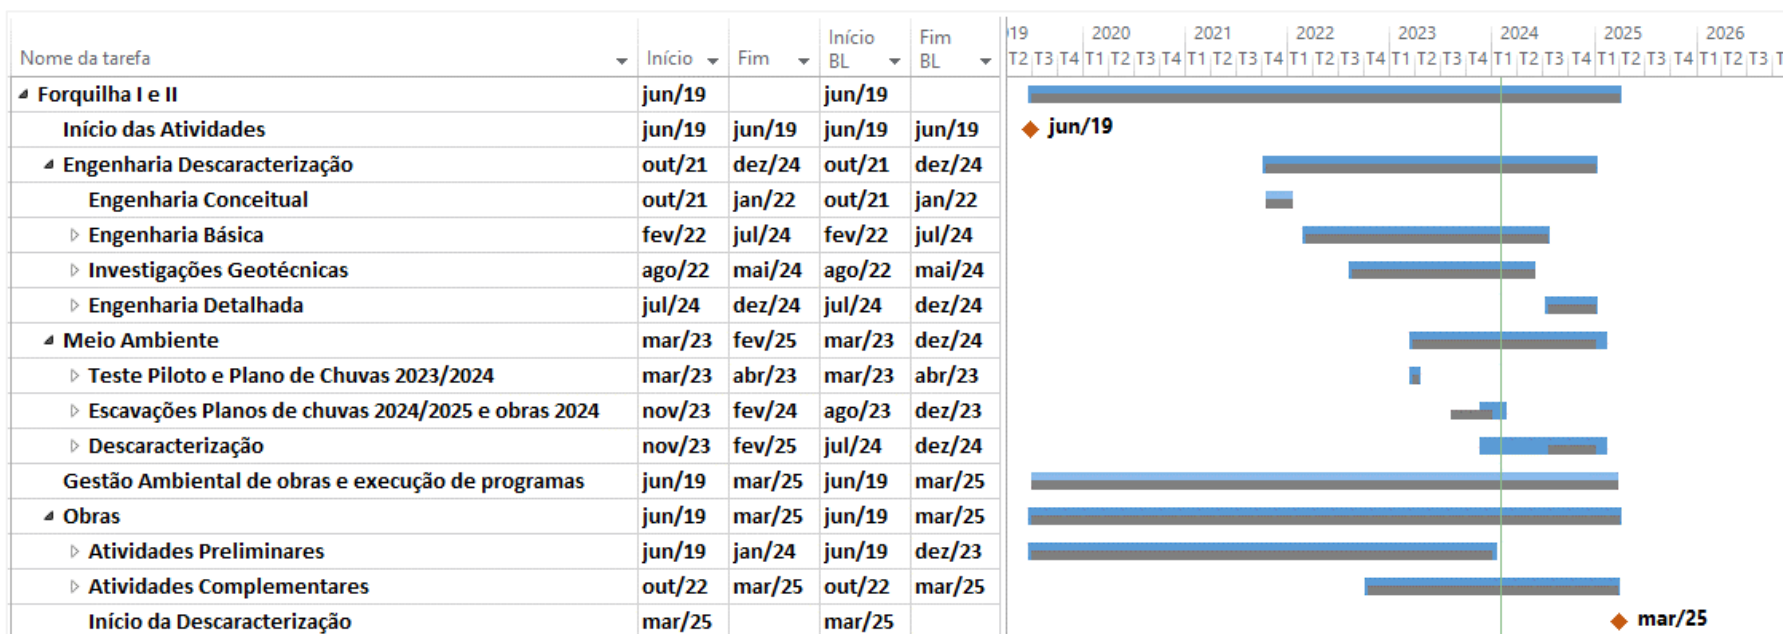 Nome da tarefa Início Fim Início BL Fim BL
19 2020 2021 2022 2023 2024 2025 2026
T2 T3 T4 T1 T2 T3 T4 T1 T2 T3 T4 T1 T2 T3 T4 T1 T2 T3 T4 T1 T2 T3 T4 T1 T2 T3 T4 T1 T2 T3 T
Forquilha I e II jun/19 jun/19
Início das Atividades jun/19 jun/19 jun/19 jun/19 jun/19
Engenharia Descaracterização out/21 dez/24 out/21 dez/24
Engenharia Conceitual out/21 jan/22 out/21 jan/22
Engenharia Básica fev/22 jul/24 fev/22 jul/24
Investigações Geotécnicas ago/22 mai/24 ago/22 mai/24
Engenharia Detalhada jul/24 dez/24 jul/24 dez/24
Meio Ambiente mar/23 fev/25 mar/23 dez/24
Teste Piloto e Plano de Chuvas 2023/2024 mar/23 abr/23 mar/23 abr/23
Escavações Planos de chuvas 2024/2025 e obras 2024 nov/23 fev/24 ago/23 dez/23
Descaracterização nov/23 fev/25 jul/24 dez/24
Gestão Ambiental de obras e execução de programas jun/19 mar/25 jun/19 mar/25
Obras jun/19 mar/25 jun/19 mar/25
Atividades Preliminares jun/19 jan/24 jun/19 dez/23
Atividades Complementares out/22 mar/25 out/22 mar/25
Início da Descaracterização mar/25 mar/25 mar/25